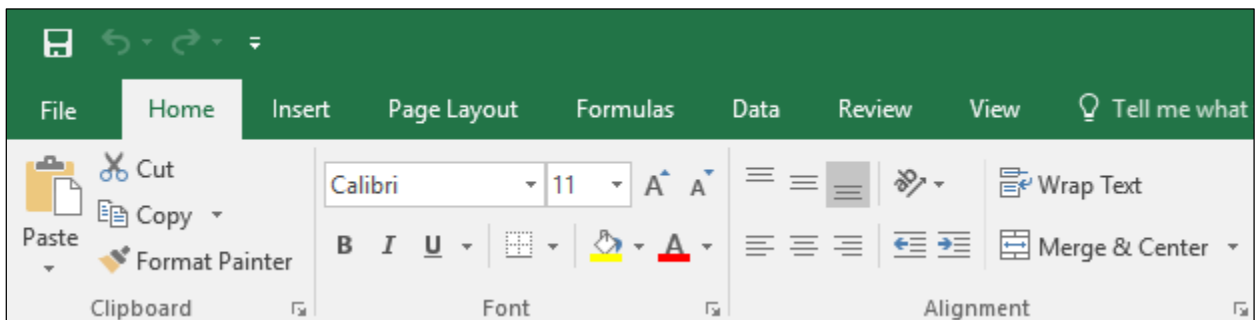 File Home Insert Page Layout Formulas Data Review View Tell me what
Cut
Copy
Paste
Format Painter
Clipboard
Calibri 11 A A
B I U A
Font
ab Wrap Text
Merge & Center
Alignment